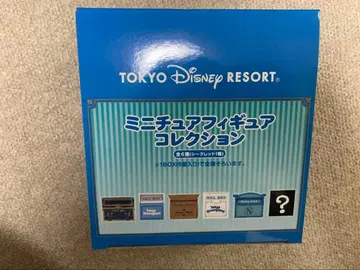 TOKYO Disney RESORT®
ミニチュアフィギュア
コレクション
全6種(シークレット1種)
※1BOX(6個入り)で全種そろいます。
?